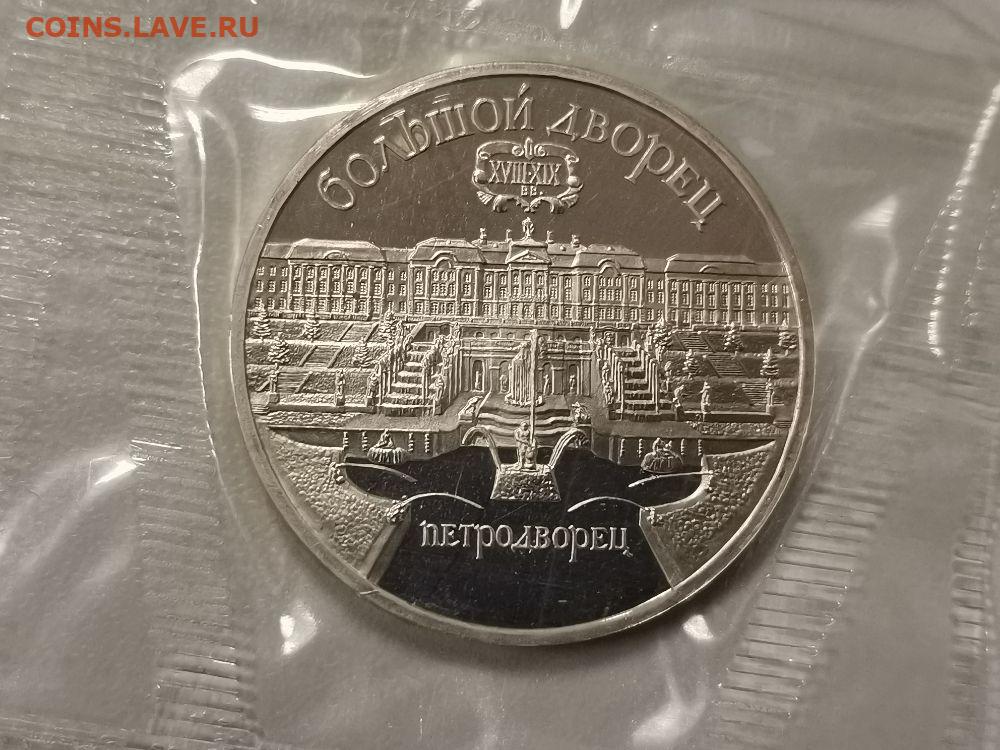 COINS.LAVE.RU
БОЛЬШОЙ ДВОРЕЦ
XVIII-XIX
ВВ.
ПЕТРОДВОРЕЦ